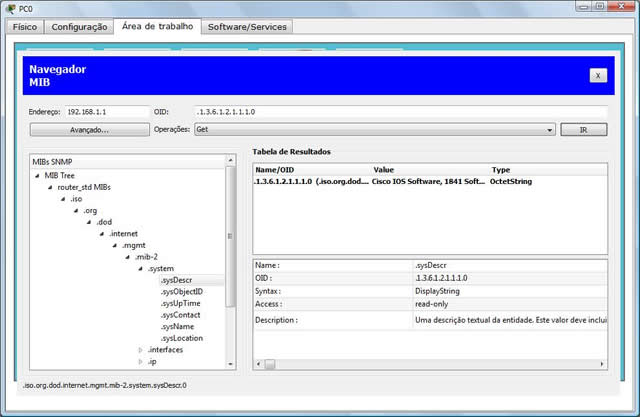 PC0
Físico Configuração Área de trabalho Software/Services
Navegador
MIB
X
Endereço: 192.168.1.1 OID: .1.3.6.1.2.1.1.1.0
Avançado... Operações: Get IR
MIBs SNMP
MIB Tree
router_std MIBs
.iso
.org
.dod
.internet
.mgmt
.mib-2
.system
.sysDescr
.sysObjectID
.sysUpTime
.sysContact
.sysName
.sysLocation
.interfaces
.ip
Tabela de Resultados
Name/OID Value Type
.1.3.6.1.2.1.1.1.0 (.iso.org.dod.... Cisco IOS Software, 1841 Soft... OctetString
Name : .sysDescr
OID : .1.3.6.1.2.1.1.1.0
Syntax : DisplayString
Access : read-only
Description : Uma descrição textual da entidade. Este valor deve inclui
.iso.org.dod.internet.mgmt.mib-2.system.sysDescr.0